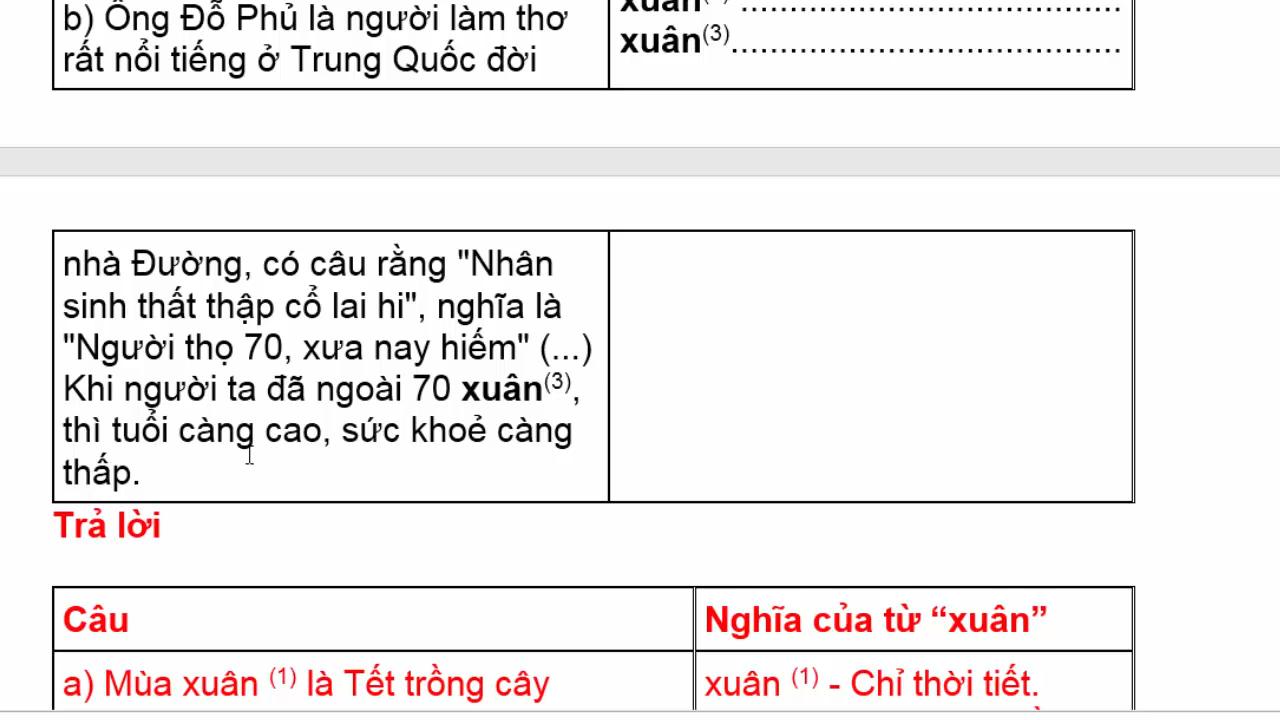 b) Ông Đỗ Phủ là người làm thơ
rất nổi tiếng ở Trung Quốc đời
xuân(3)......................................
nhà Đường, có câu rằng "Nhân
sinh thất thập cổ lai hi", nghĩa là
"Người thọ 70, xưa nay hiếm" (...)
Khi người ta đã ngoài 70 xuân(3),
thì tuổi càng cao, sức khoẻ càng
thấp.
Trả lời
Câu
Nghĩa của từ “xuân”
a) Mùa xuân (1) là Tết trồng cây
xuân (1) - Chỉ thời tiết.